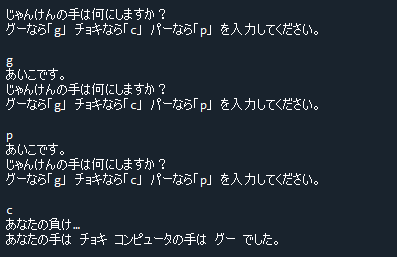 じゃんけんの手は何にしますか？
グーなら「g」 チョキなら「c」 パーなら「p」 を入力してください。
g
あいこです。
じゃんけんの手は何にしますか？
グーなら「g」 チョキなら「c」 パーなら「p」 を入力してください。
p
あいこです。
じゃんけんの手は何にしますか？
グーなら「g」 チョキなら「c」 パーなら「p」 を入力してください。
c
あなたの負け…
あなたの手は チョキ コンピュータの手は グー でした。